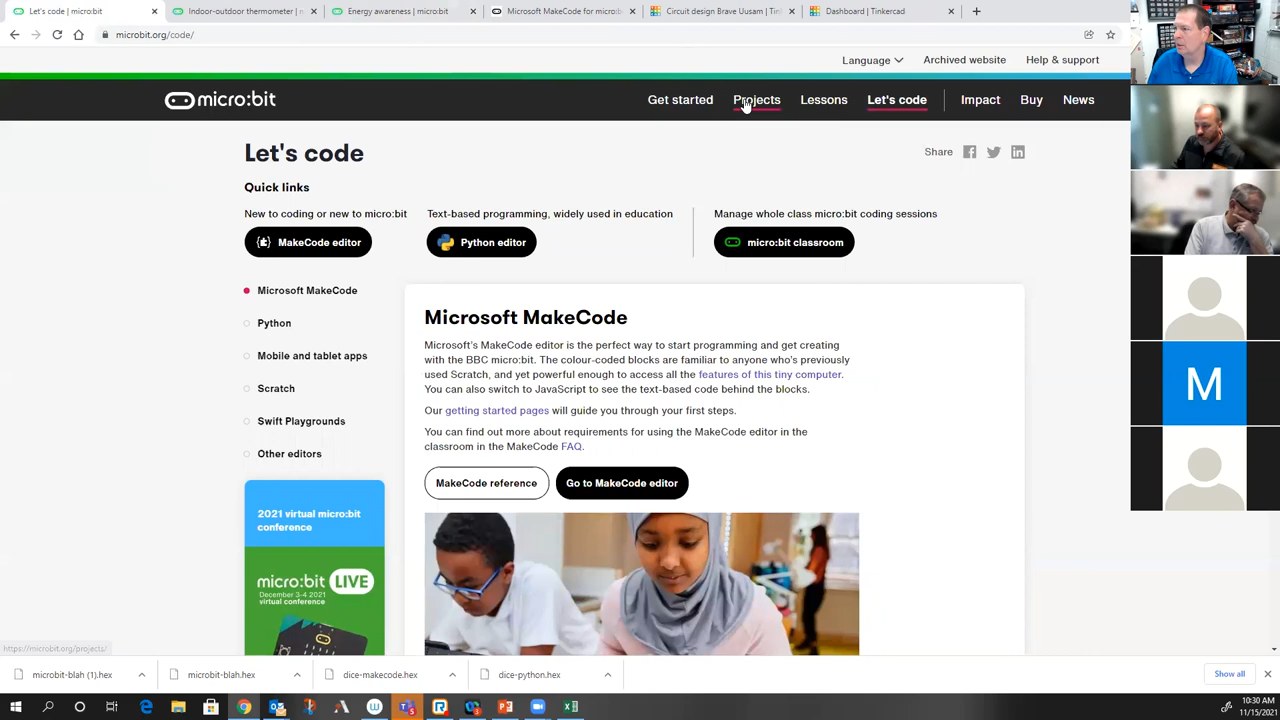 Let's code | micro:bit
Indoor-outdoor thermometer | m
Energy awareness | micro:bit
Microsoft MakeCode for micro:b
Circuit design Brave Uusam | Tin
Dashboard | Tinkercad
microbit.org/code/
Language
Archived website
Help & support
micro:bit
Get started
Projects
Lessons
Let's code
Impact
Buy
News
Let's code
Share
Quick links
New to coding or new to micro:bit
Text-based programming, widely used in education
Manage whole class micro:bit coding sessions
MakeCode editor
Python editor
micro:bit classroom
Microsoft MakeCode
Python
Mobile and tablet apps
Scratch
Swift Playgrounds
Other editors
Microsoft MakeCode
Microsoft's MakeCode editor is the perfect way to start programming and get creating
with the BBC micro:bit. The colour-coded blocks are familiar to anyone who's previously
used Scratch, and yet powerful enough to access all the features of this tiny computer.
You can also switch to JavaScript to see the text-based code behind the blocks.
Our getting started pages will guide you through your first steps.
You can find out more about requirements for using the MakeCode editor in the
classroom in the MakeCode FAQ.
MakeCode reference
Go to MakeCode editor
2021 virtual micro:bit
conference
micro:bit LIVE
December 3-4 2021
virtual conference
M
https://microbit.org/projects/
microbit-blah (1).hex
microbit-blah.hex
dice-makecode.hex
dice-python.hex
Show all
10:30 AM
11/15/2021